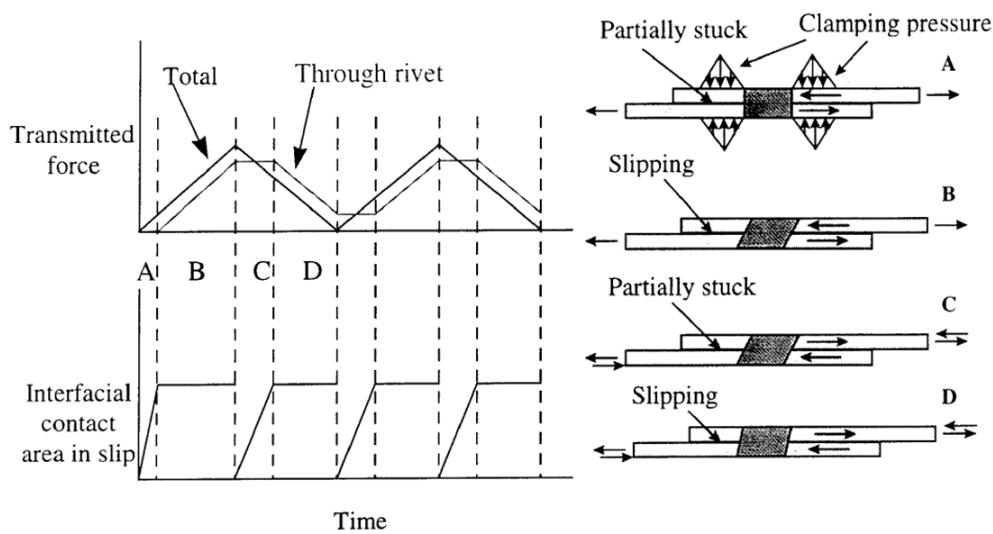 Total
Through rivet
Transmitted
force
A
B
C
D
Interfacial
contact
area in slip
Time
Partially stuck
Clamping pressure
A
Slipping
B
Partially stuck
C
Slipping
D